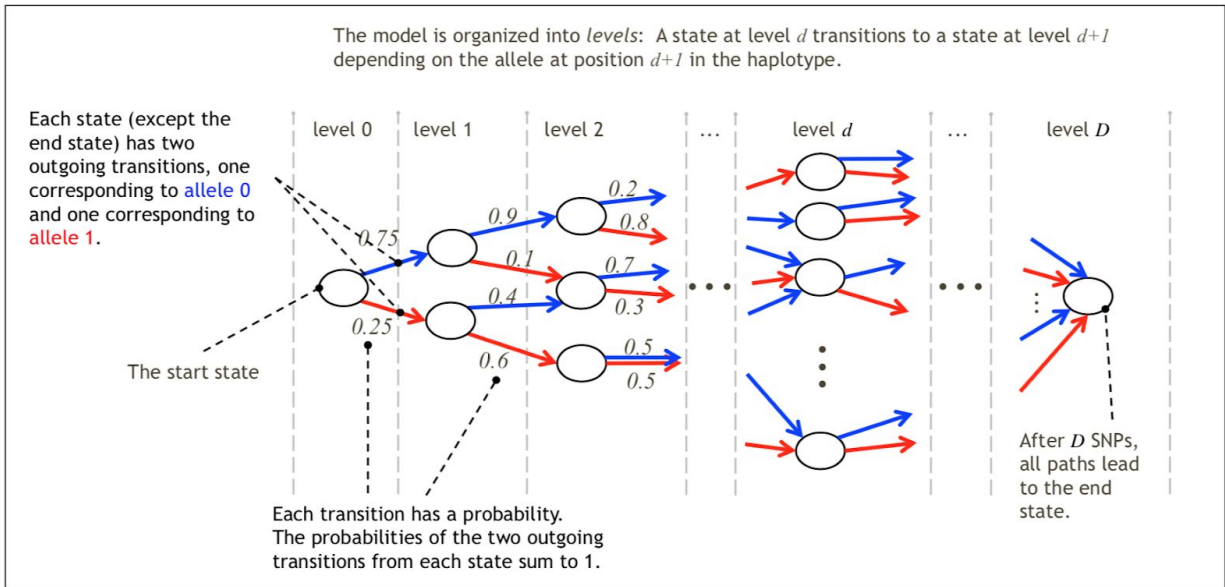 The model is organized into levels:  A state at level d transitions to a state at level d+1
depending on the allele at position d+1 in the haplotype.
Each state (except the
end state) has two
outgoing transitions, one
corresponding to allele 0
and one corresponding to
allele 1.
level 0
level 1
level 2
...
level d
...
level D
0.75
0.25
0.9
0.1
0.4
0.6
0.2
0.8
0.7
0.3
0.5
0.5
The start state
Each transition has a probability.
The probabilities of the two outgoing
transitions from each state sum to 1.
After D SNPs,
all paths lead
to the end
state.